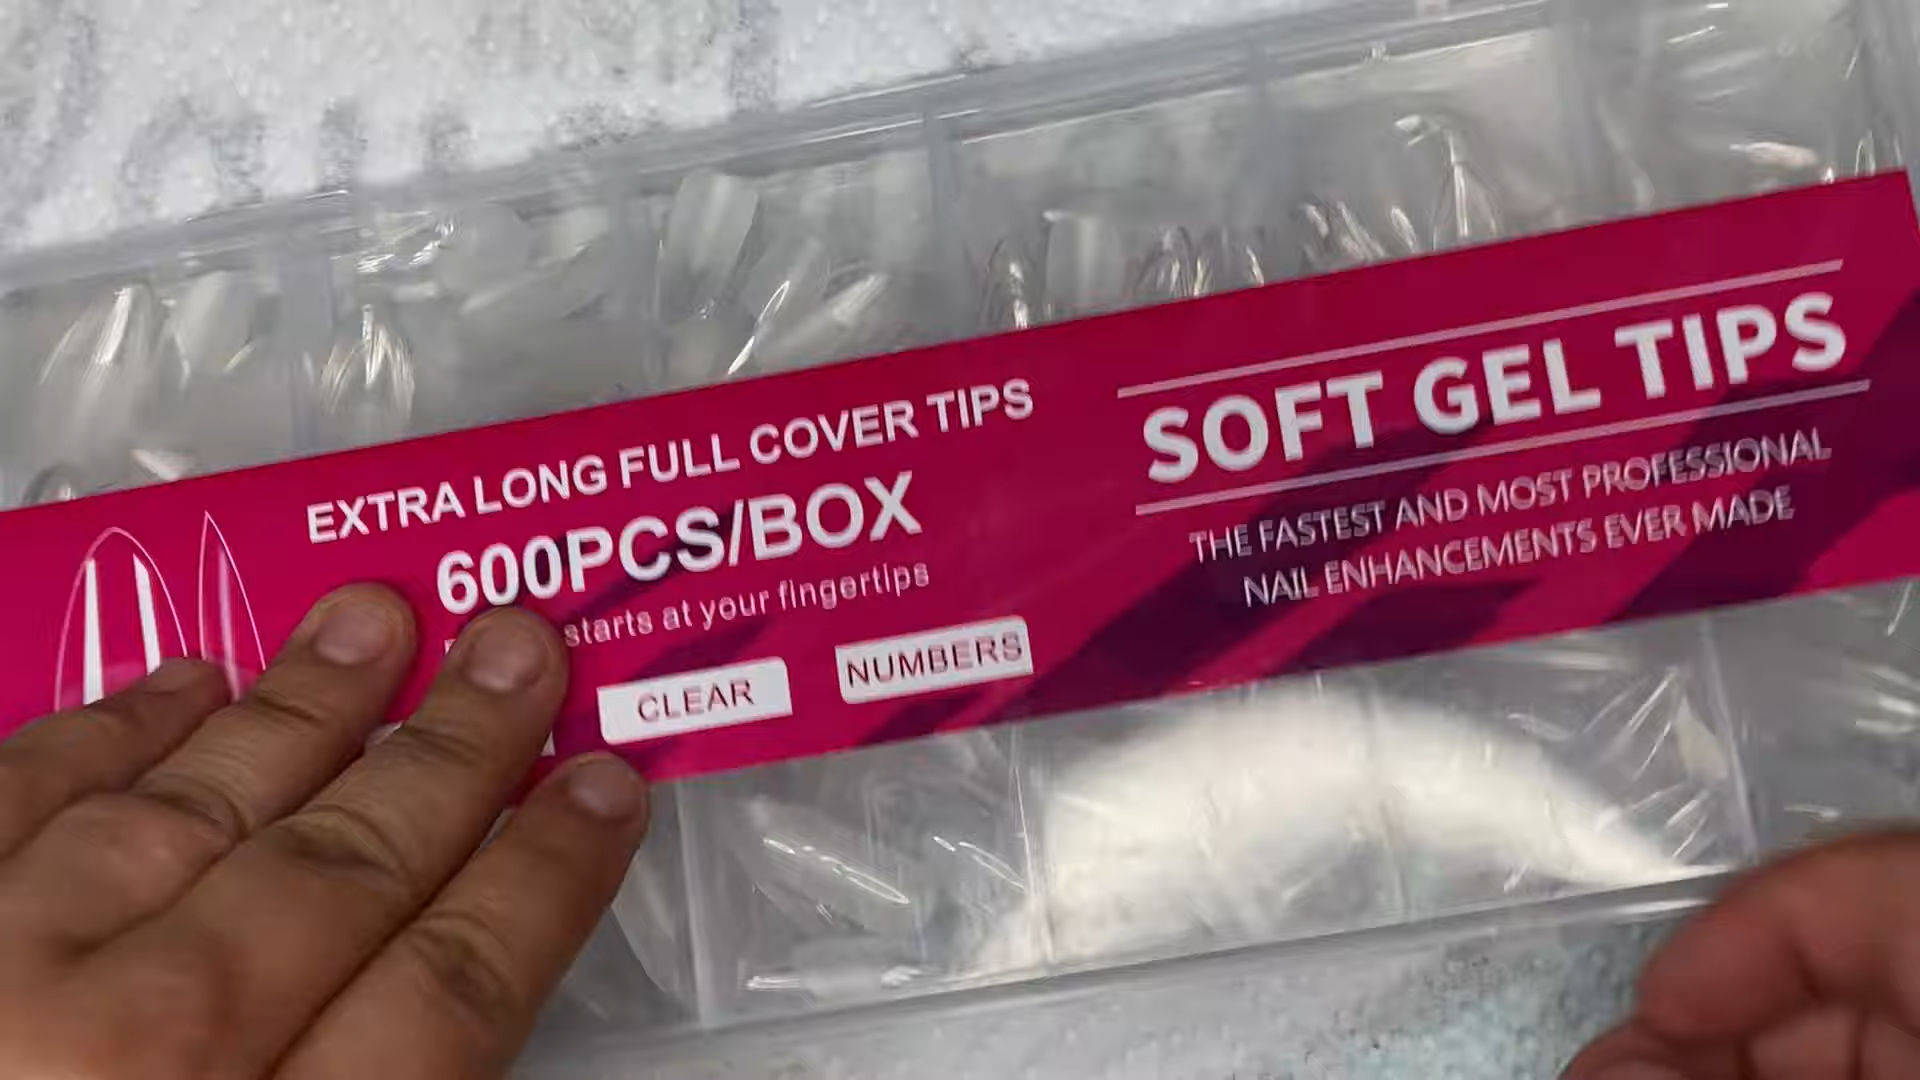 EXTRA LONG FULL COVER TIPS
600PCS/BOX
starts at your fingertips
CLEAR
NUMBERS
SOFT GEL TIPS
THE FASTEST AND MOST PROFESSIONAL
NAIL ENHANCEMENTS EVER MADE